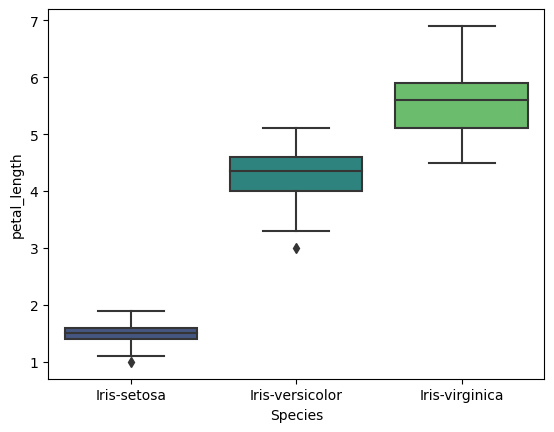 7
6
5
4
3
2
1
petal_length
Iris-setosa
Iris-versicolor
Iris-virginica
Species